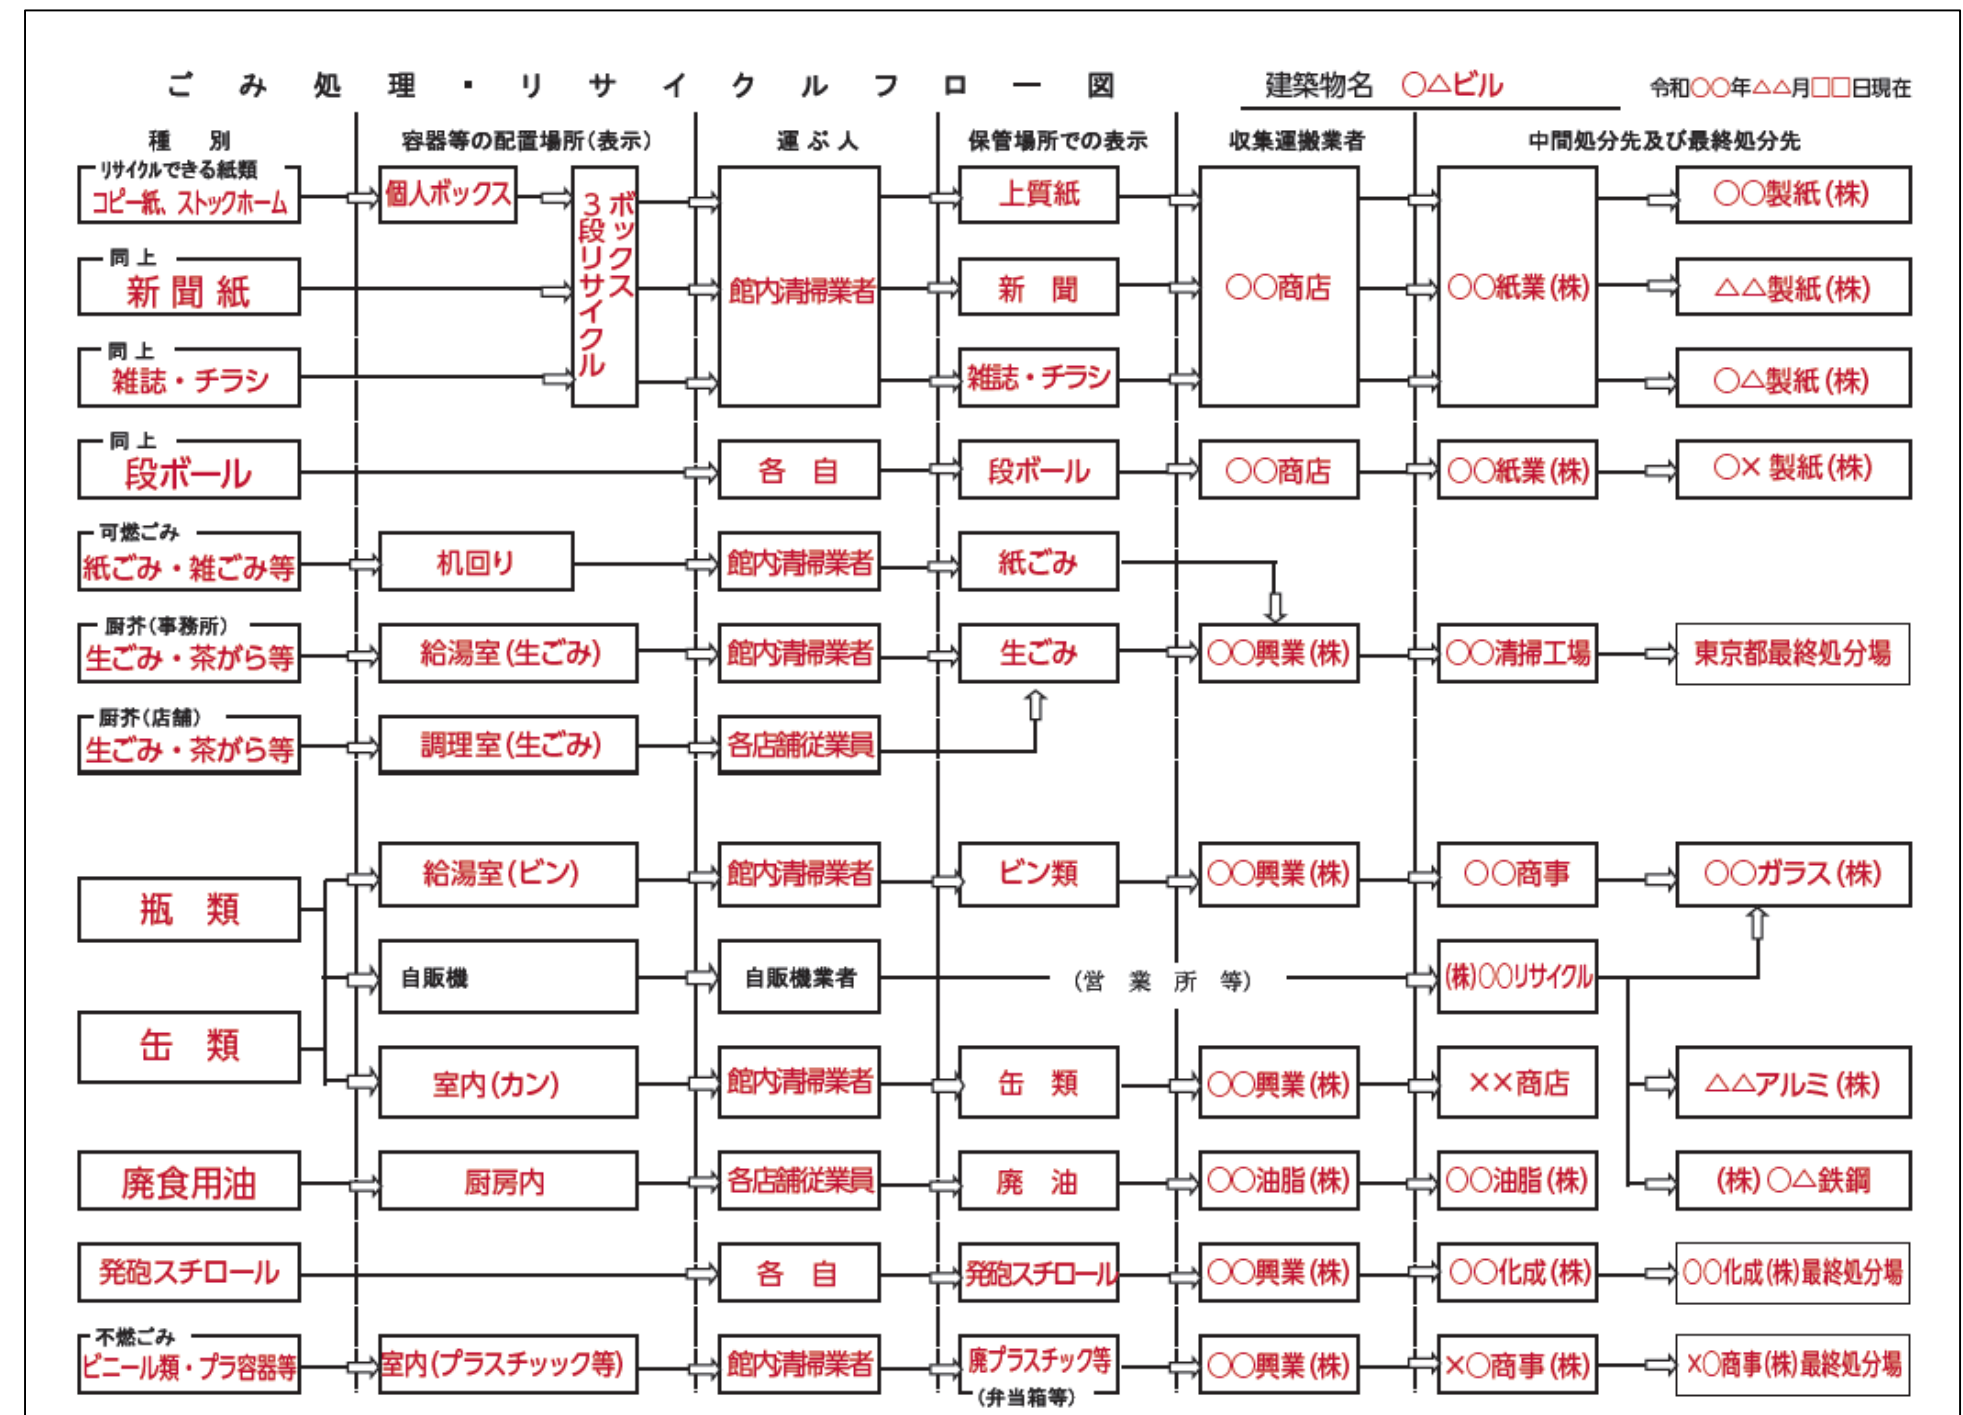 ごみ処理・リサイクルフロー図
建築物名 ○△ビル
令和○○年△△月□□日現在
種別
容器等の配置場所(表示)
運ぶ人
保管場所での表示
収集運搬業者
中間処分先及び最終処分先
リサイクルできる紙類
コピー紙、ストックホーム
個人ボックス
3段リサイクル
ボックス
館内清掃業者
上質紙
○○商店
○○紙業(株)
○○製紙(株)
同上
新聞紙
新聞
△△製紙(株)
同上
雑誌・チラシ
雑誌・チラシ
○△製紙(株)
同上
段ボール
各自
段ボール
○○商店
○○紙業(株)
○×製紙(株)
可燃ごみ
紙ごみ・雑ごみ等
机回り
館内清掃業者
紙ごみ
厨芥(事務所)
生ごみ・茶がら等
給湯室(生ごみ)
館内清掃業者
生ごみ
○○興業(株)
○○清掃工場
東京都最終処分場
厨芥(店舗)
生ごみ・茶がら等
調理室(生ごみ)
各店舗従業員
瓶類
給湯室(ビン)
館内清掃業者
ビン類
○○興業(株)
○○商事
○○ガラス(株)
自販機
自販機業者
(営業所等)
(株)○○リサイクル
缶類
室内(カン)
館内清掃業者
缶類
○○興業(株)
××商店
△△アルミ(株)
廃食用油
厨房内
各店舗従業員
廃油
○○油脂(株)
○○油脂(株)
(株)○△鉄鋼
発砲スチロール
各自
発砲スチロール
○○興業(株)
○○化成(株)
○○化成(株)最終処分場
不燃ごみ
ビニール類・プラ容器等
室内(プラスチッック等)
館内清掃業者
廃プラスチック等
(弁当箱等)
○○興業(株)
×○商事(株)
×○商事(株)最終処分場